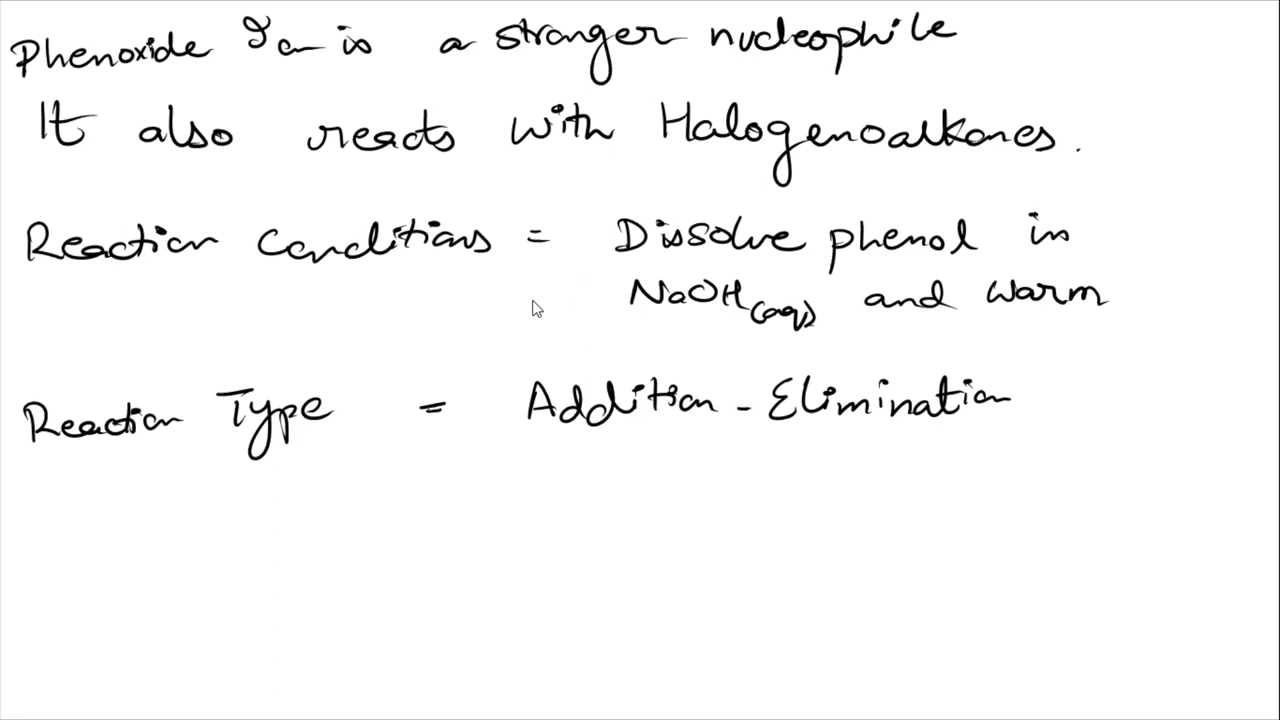 Phenoxide Ion is a stronger nucleophile
It also reacts with Halogenoalkanes.
Reaction Conditions = Dissolve phenol in
NaOH(aq) and warm
Reaction Type = Addition - Elimination